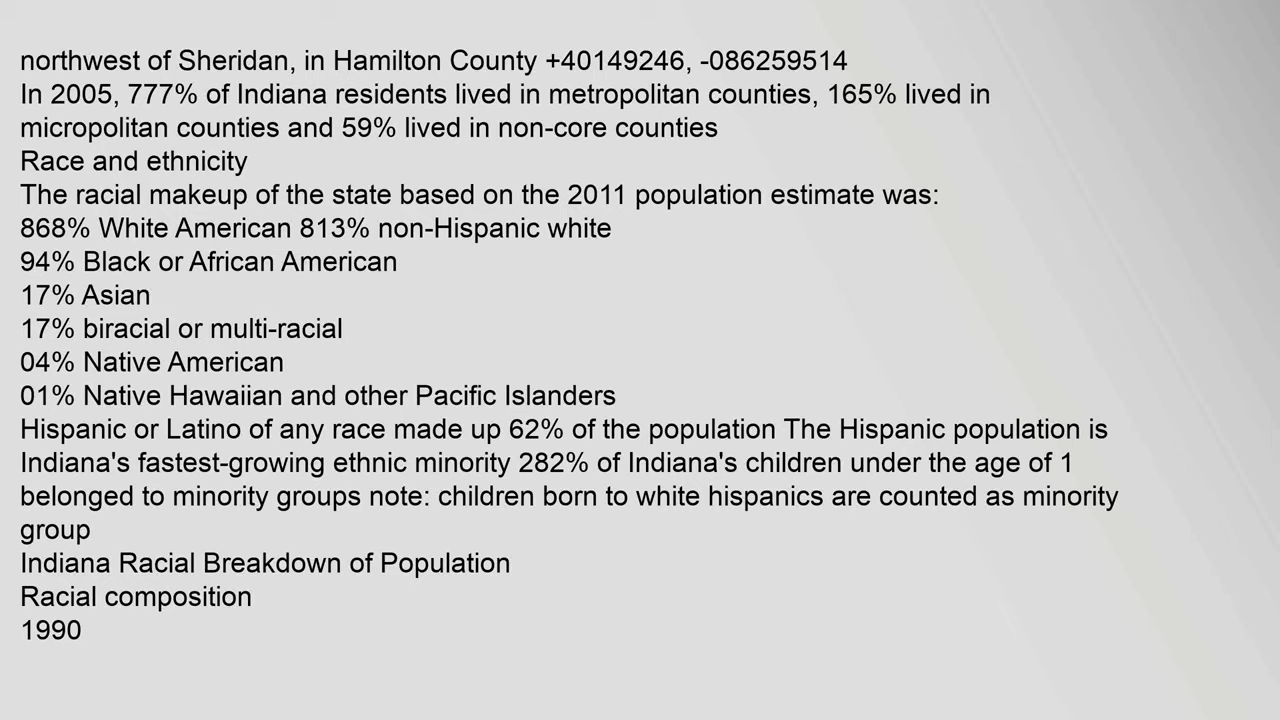 northwest of Sheridan, in Hamilton County +40149246, -086259514
In 2005, 777% of Indiana residents lived in metropolitan counties, 165% lived in
micropolitan counties and 59% lived in non-core counties
Race and ethnicity
The racial makeup of the state based on the 2011 population estimate was:
868% White American 813% non-Hispanic white
94% Black or African American
17% Asian
17% biracial or multi-racial
04% Native American
01% Native Hawaiian and other Pacific Islanders
Hispanic or Latino of any race made up 62% of the population The Hispanic population is
Indiana's fastest-growing ethnic minority 282% of Indiana's children under the age of 1
belonged to minority groups note: children born to white hispanics are counted as minority
group
Indiana Racial Breakdown of Population
Racial composition
1990